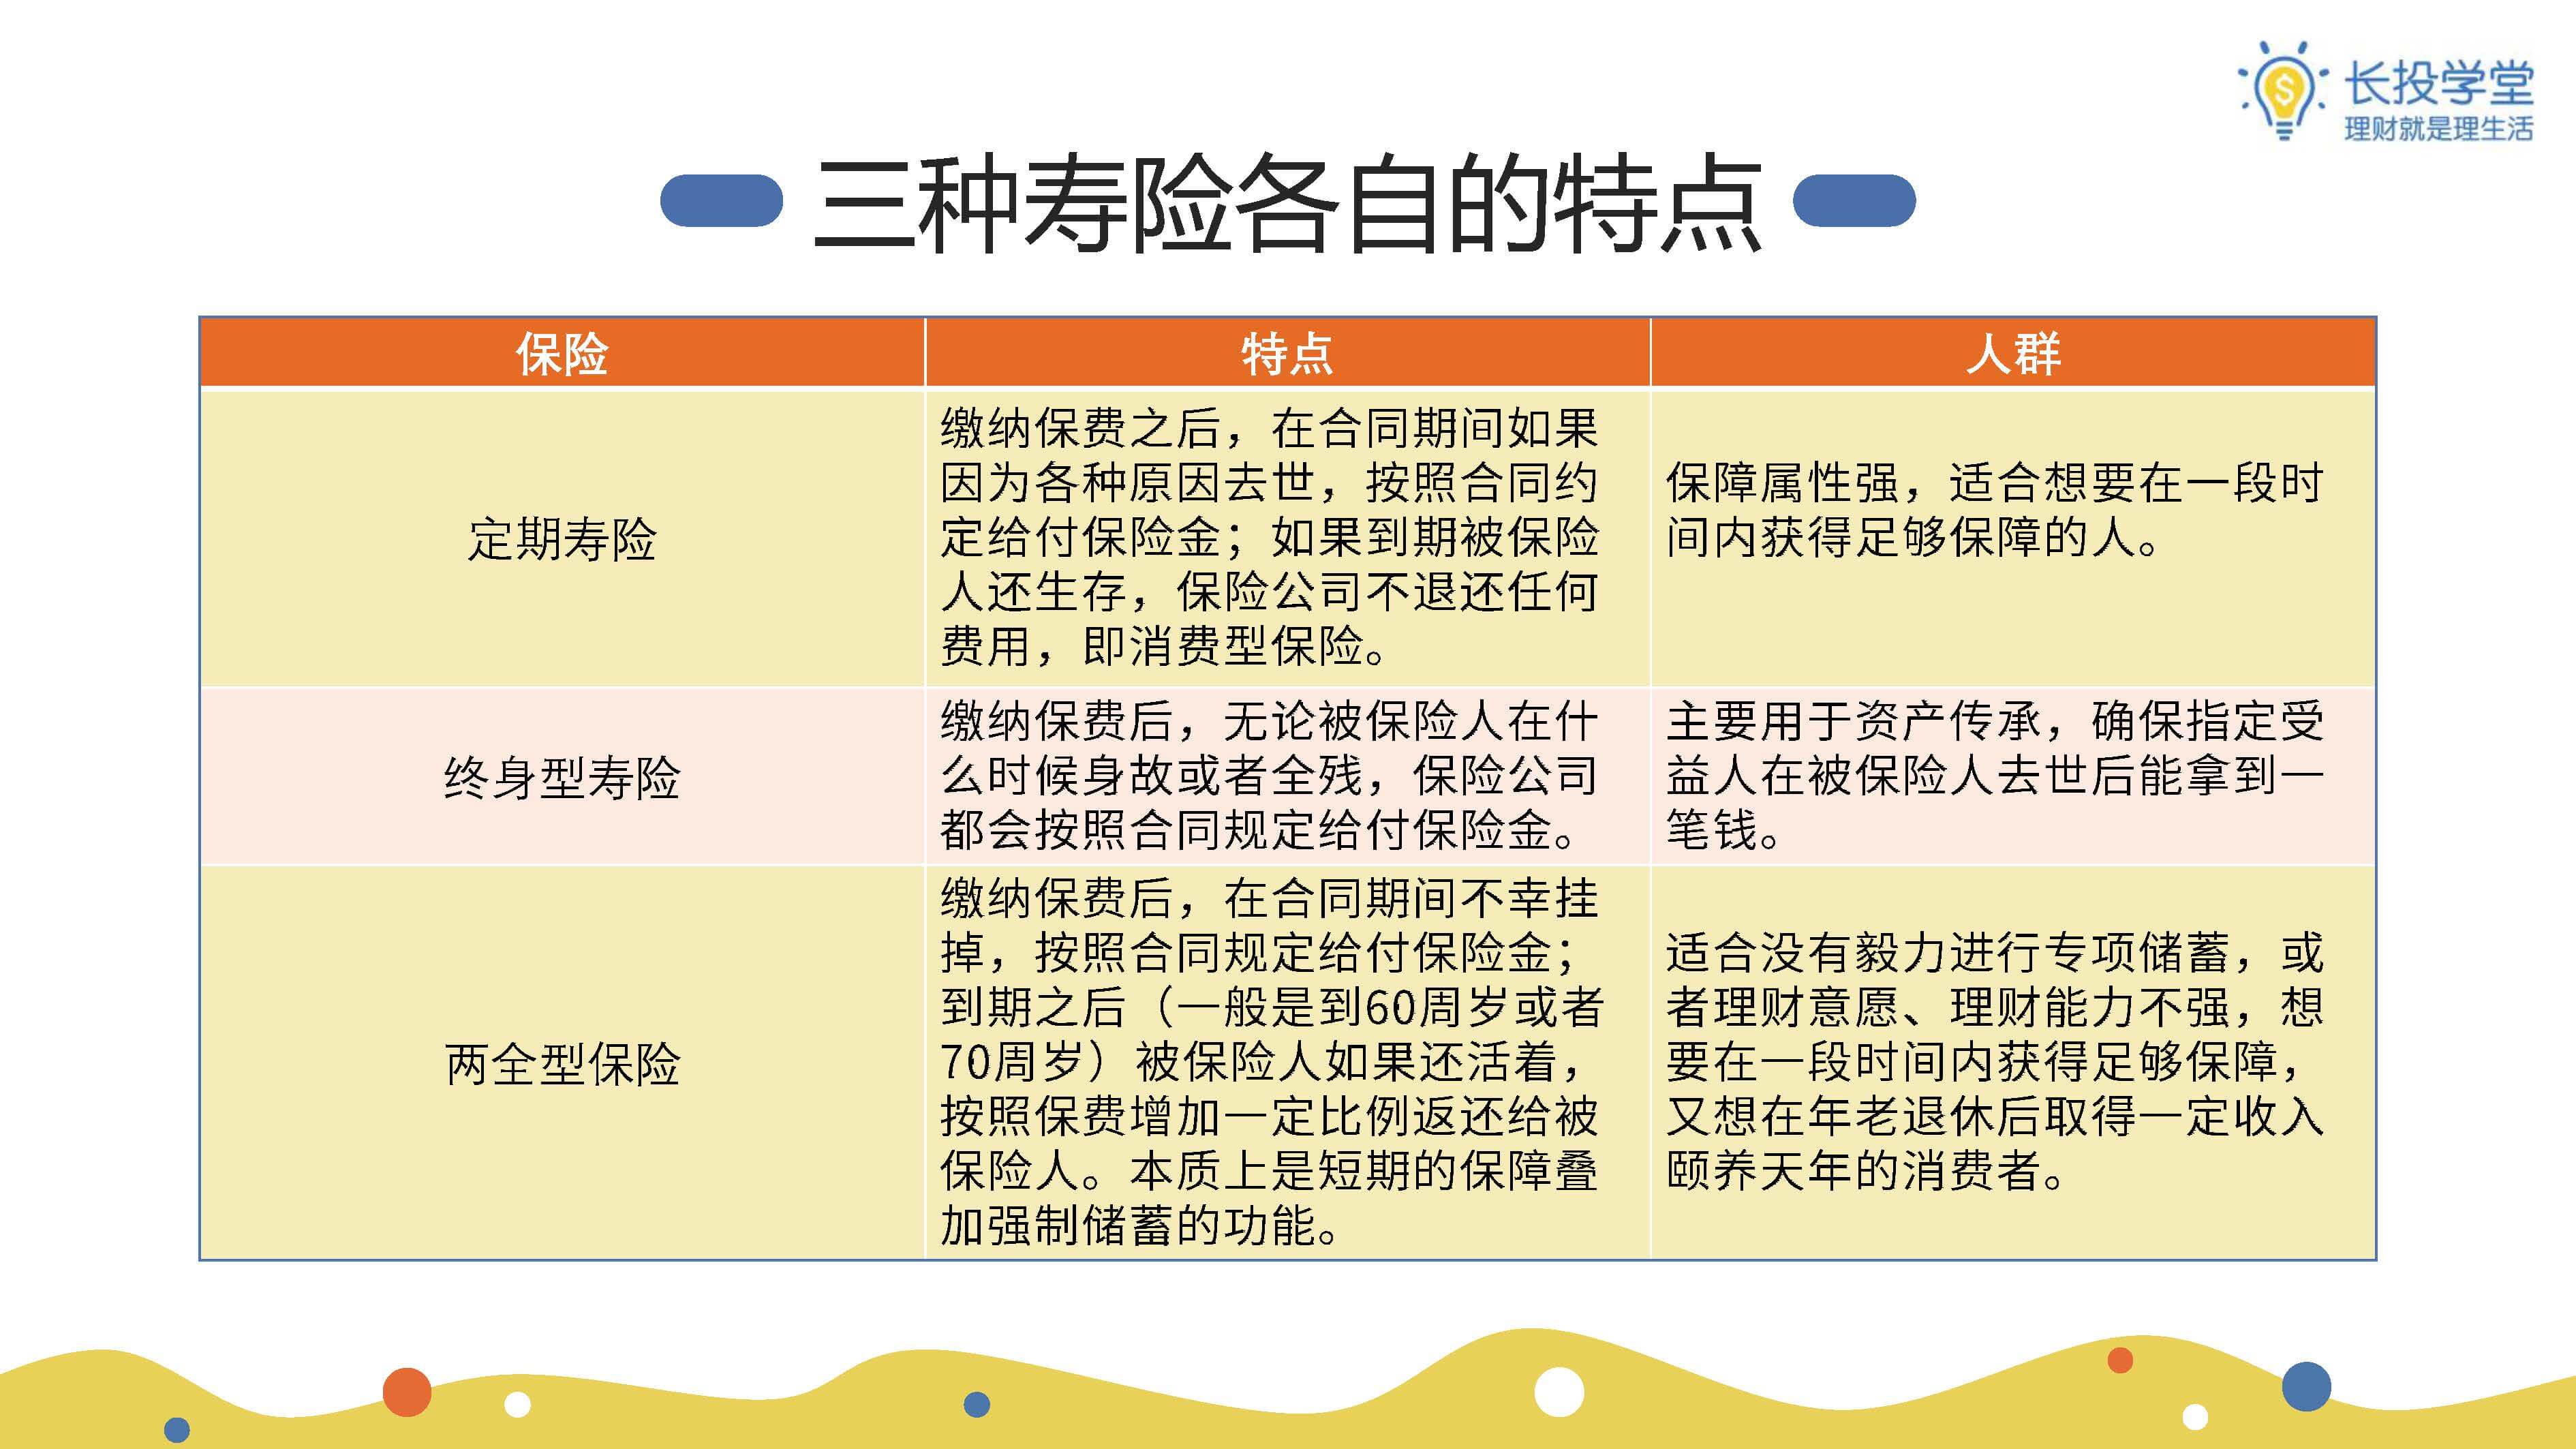 长投学堂
理财就是理生活
三种寿险各自的特点
保险
特点
人群
定期寿险
缴纳保费之后，在合同期间如果
因为各种原因去世，按照合同约
定给付保险金；如果到期被保险
人还生存，保险公司不退还任何
费用，即消费型保险。
保障属性强，适合想要在一段时
间内获得足够保障的人。
终身型寿险
缴纳保费后，无论被保险人在什
么时候身故或者全残，保险公司
都会按照合同规定给付保险金。
主要用于资产传承，确保指定受
益人在被保险人去世后能拿到一
笔钱。
两全型保险
缴纳保费后，在合同期间不幸挂
掉，按照合同规定给付保险金；
到期之后（一般是到60周岁或者
70周岁）被保险人如果还活着，
按照保费增加一定比例返还给被
保险人。本质上是短期的保障叠
加强制储蓄的功能。
适合没有毅力进行专项储蓄，或
者理财意愿、理财能力不强，想
要在一段时间内获得足够保障，
又想在年老退休后取得一定收入
颐养天年的消费者。